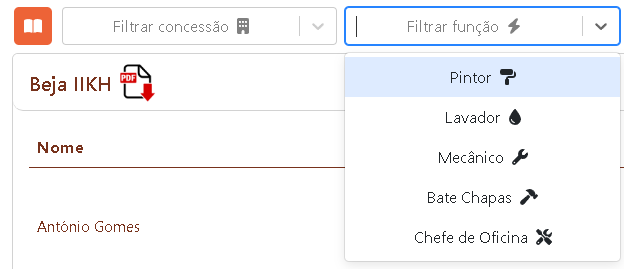 Filtrar concessão
Filtrar função
Beja IIKH
PDF
Pintor
Lavador
Nome
Mecânico
Bate Chapas
António Gomes
Chefe de Oficina